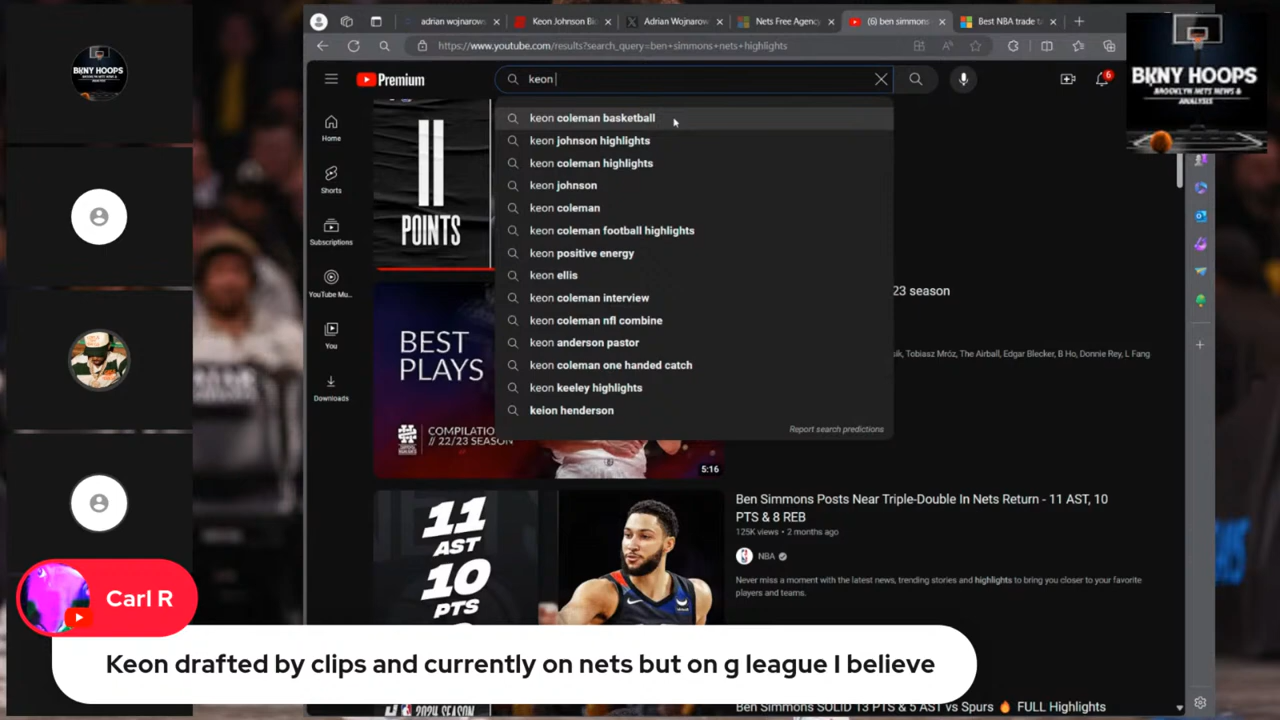 BKNY HOOPS
adrian wojnarows
Keon Johnson Bi
Adrian Wojnarow
Nets Free Agency
(6) ben simmons
Best NBA trade ta
https://www.youtube.com/results?search_query=ben+simmons+nets+highlights
BKNY HOOPS
BROOKLYN NETS NEWS &
ANALYSIS
Premium
keon
6
keon coleman basketball
keon johnson highlights
keon coleman highlights
keon johnson
keon coleman
keon coleman football highlights
keon positive energy
keon ellis
keon coleman interview
keon coleman nfl combine
keon anderson pastor
keon coleman one handed catch
keon keeley highlights
keion henderson
Report search predictions
Home
Shorts
Subscriptions
YouTube Mu...
You
Downloads
11
POINTS
23 season
ik, Tobiasz Mróz, The Airball, Edgar Blecker, B Ho, Donnie Rey, L Fang
BEST
PLAYS
COMPILATIO
// 22/23 SEASON
5:16
11
AST
10
PTS
Ben Simmons Posts Near Triple-Double In Nets Return - 11 AST, 10
PTS & 8 REB
125K views • 2 months ago
NBA
Never miss a moment with the latest news, trending stories and highlights to bring you closer to your favorite
players and teams.
Carl R
Keon drafted by clips and currently on nets but on g league I believe
2024 SEASON
Ben Simmons SOLID 13 PTS & 5 AST vs Spurs 🔥 FULL Highlights